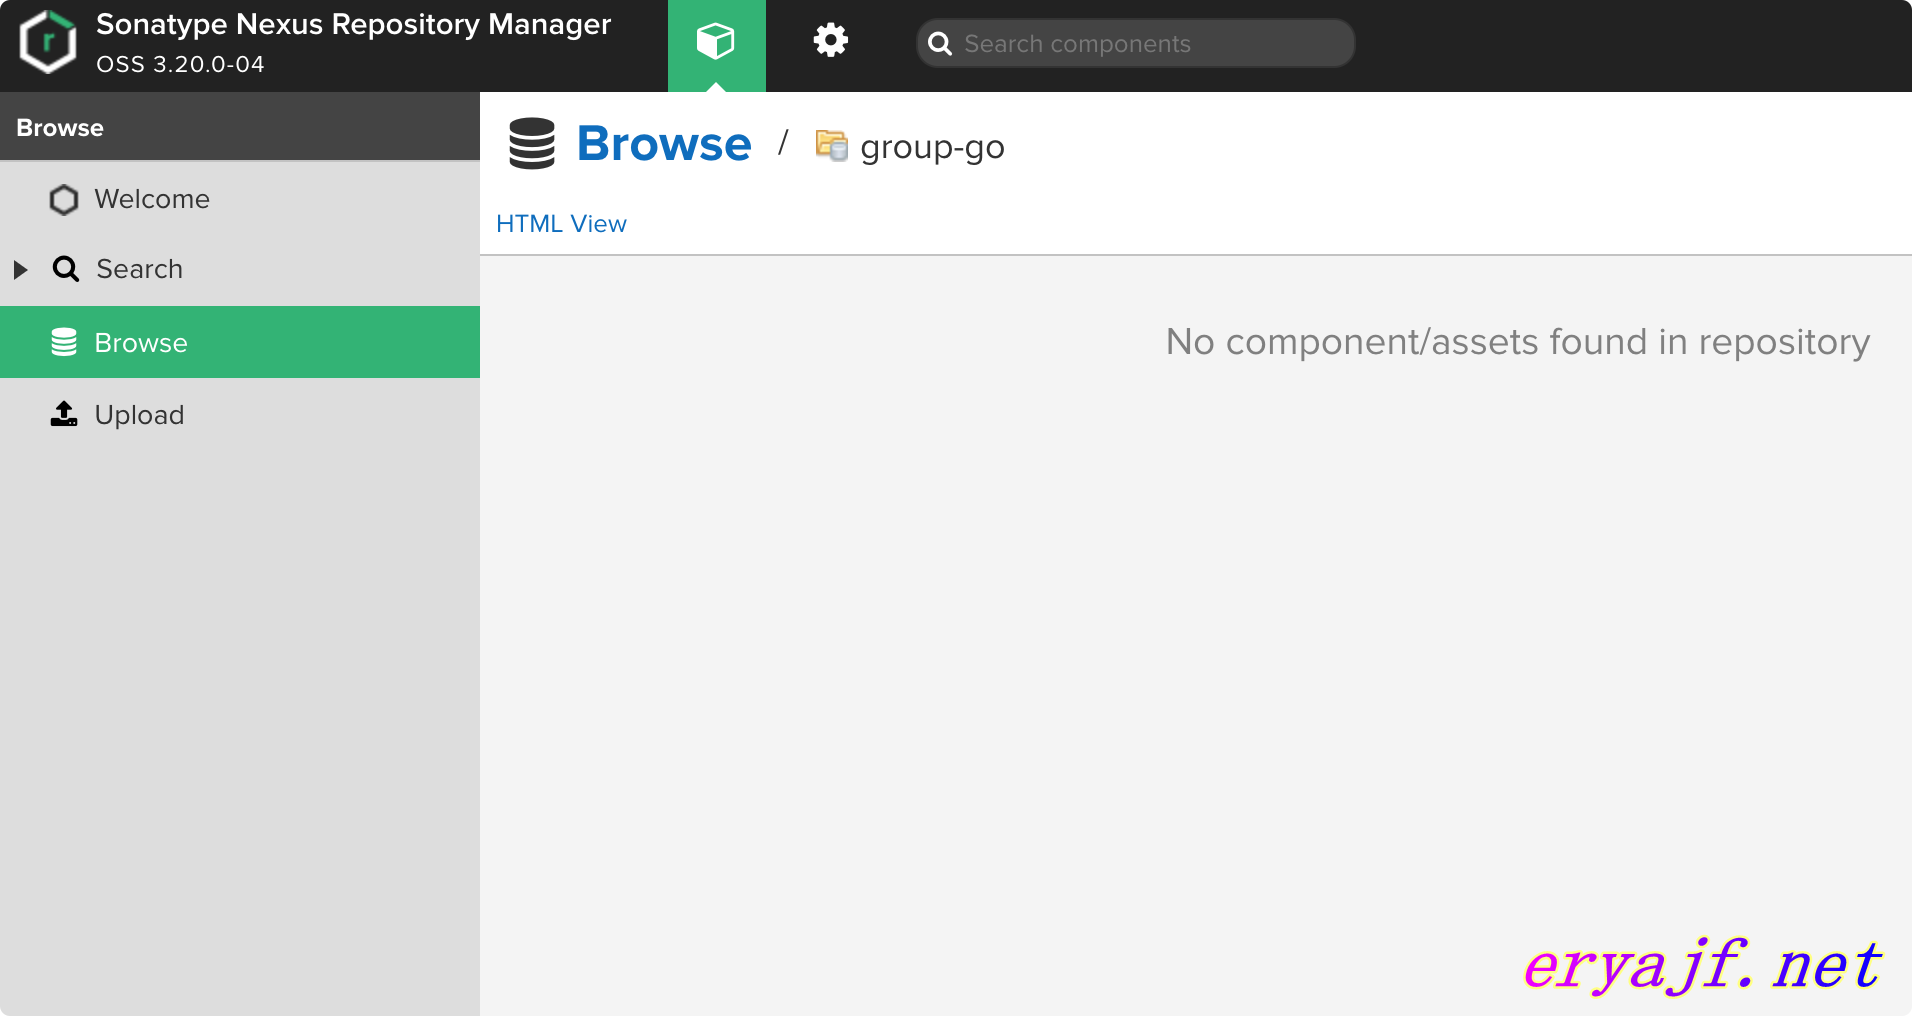 Sonatype Nexus Repository Manager
OSS 3.20.0-04
Search components
Browse
Welcome
Search
Browse
Upload
Browse / group-go
HTML View
No component/assets found in repository
eryajf.net